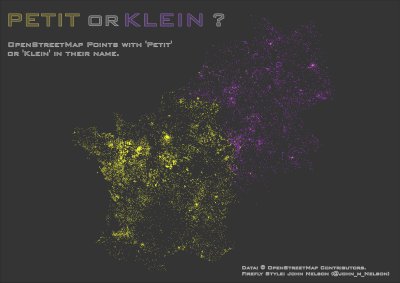 PETIT OR KLEIN ?
OpenStreetMap Points with 'Petit'
or 'Klein' in their name.
Data: © OpenStreetMap Contributors.
Firefly Style: John Nelson (@John_M_Nelson)